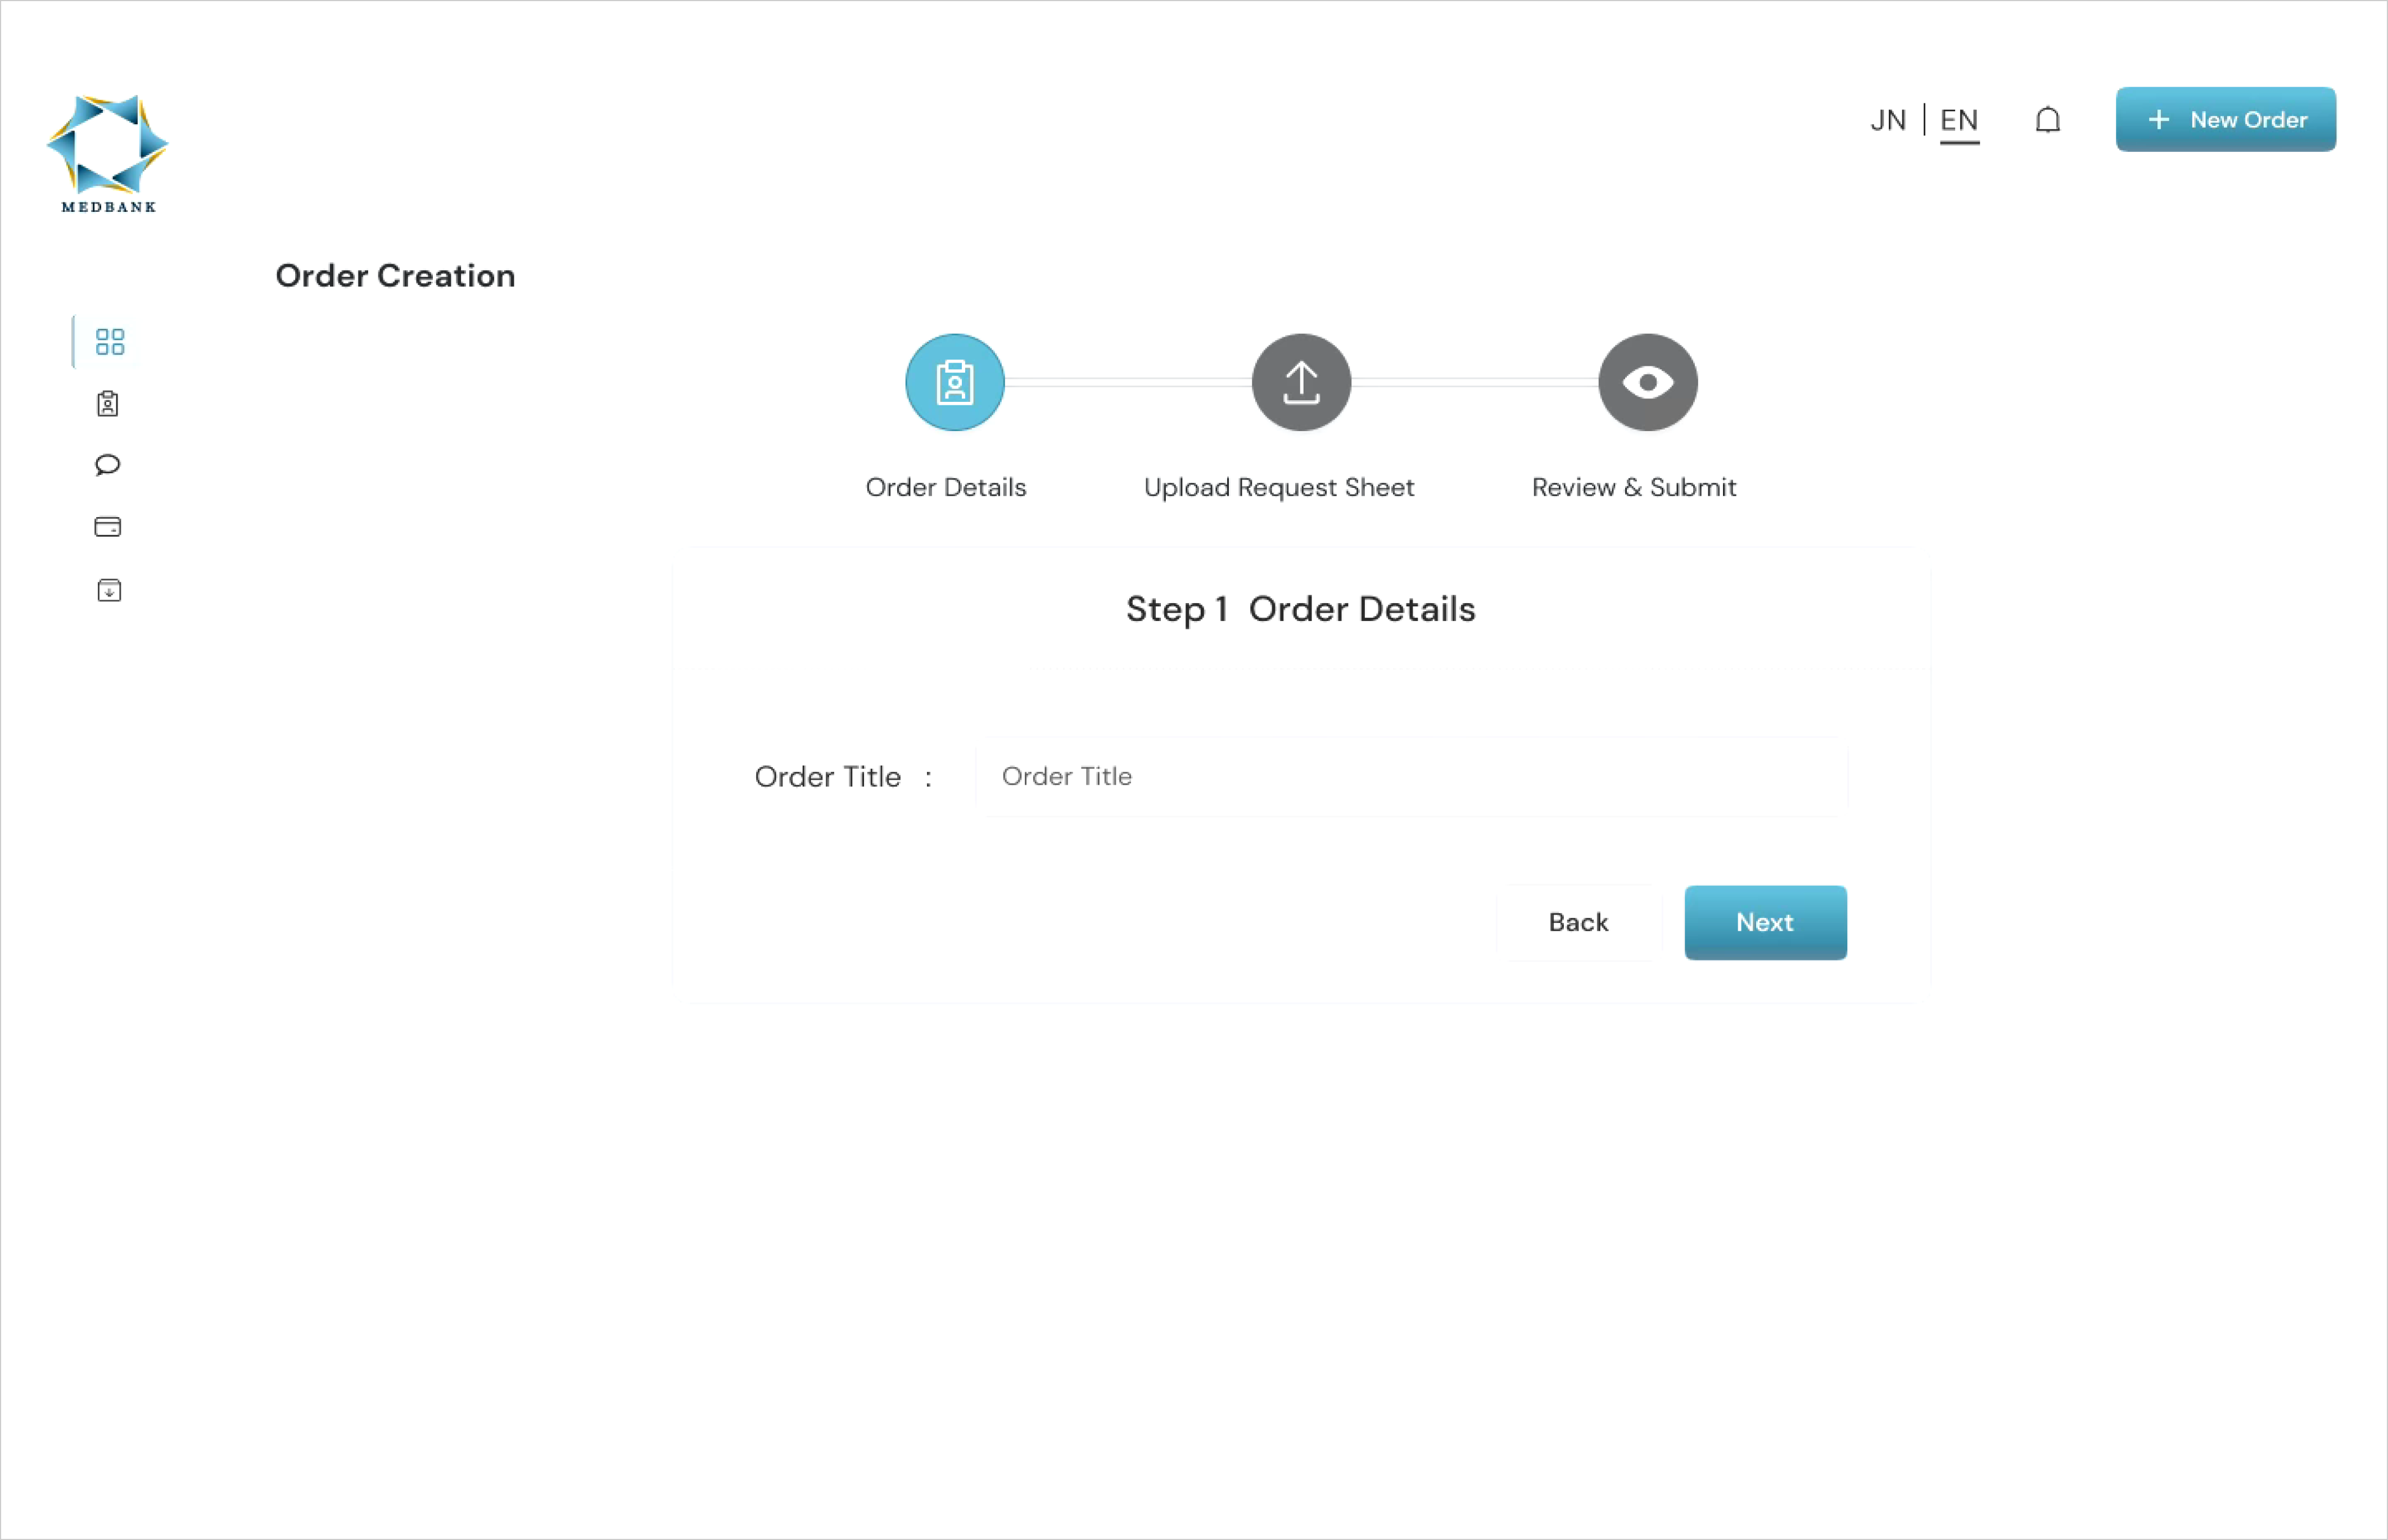 MEDBANK
JN | EN
+ New Order
Order Creation
Order Details
Upload Request Sheet
Review & Submit
Step 1 Order Details
Order Title :
Order Title
Back
Next